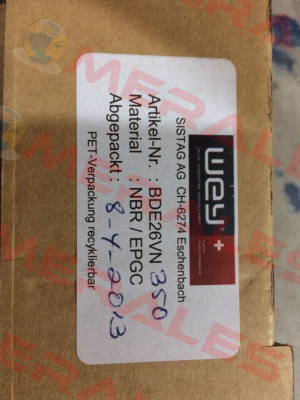 wey
SISTAG AG CH-6274 Eschenbach
Artikel-Nr. : BDE26VN 350
Material : NBR / EPGC
Abgepackt : 8-4-2013
PET-Verpackung recyklierbar
MERALES